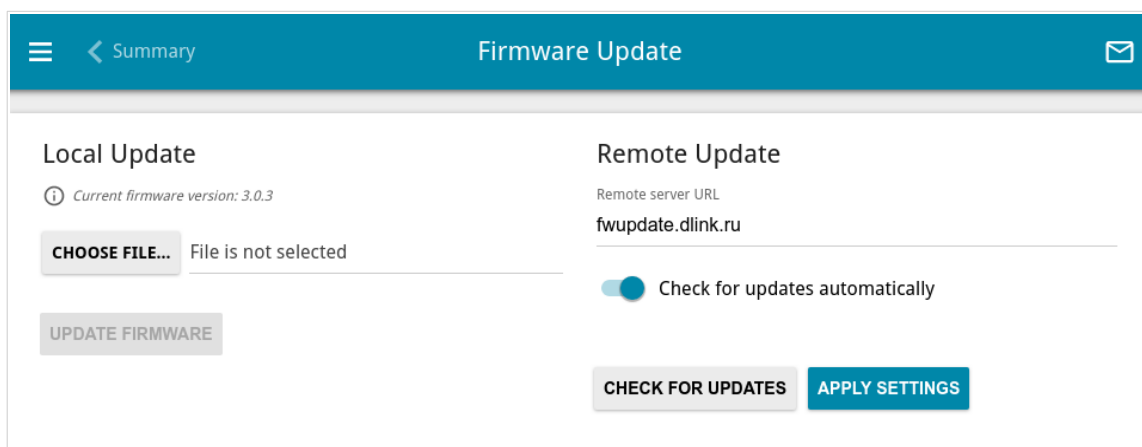 Summary
Firmware Update
Local Update
Current firmware version: 3.0.3
CHOOSE FILE... File is not selected
UPDATE FIRMWARE
Remote Update
Remote server URL
fwupdate.dlink.ru
Check for updates automatically
CHECK FOR UPDATES
APPLY SETTINGS